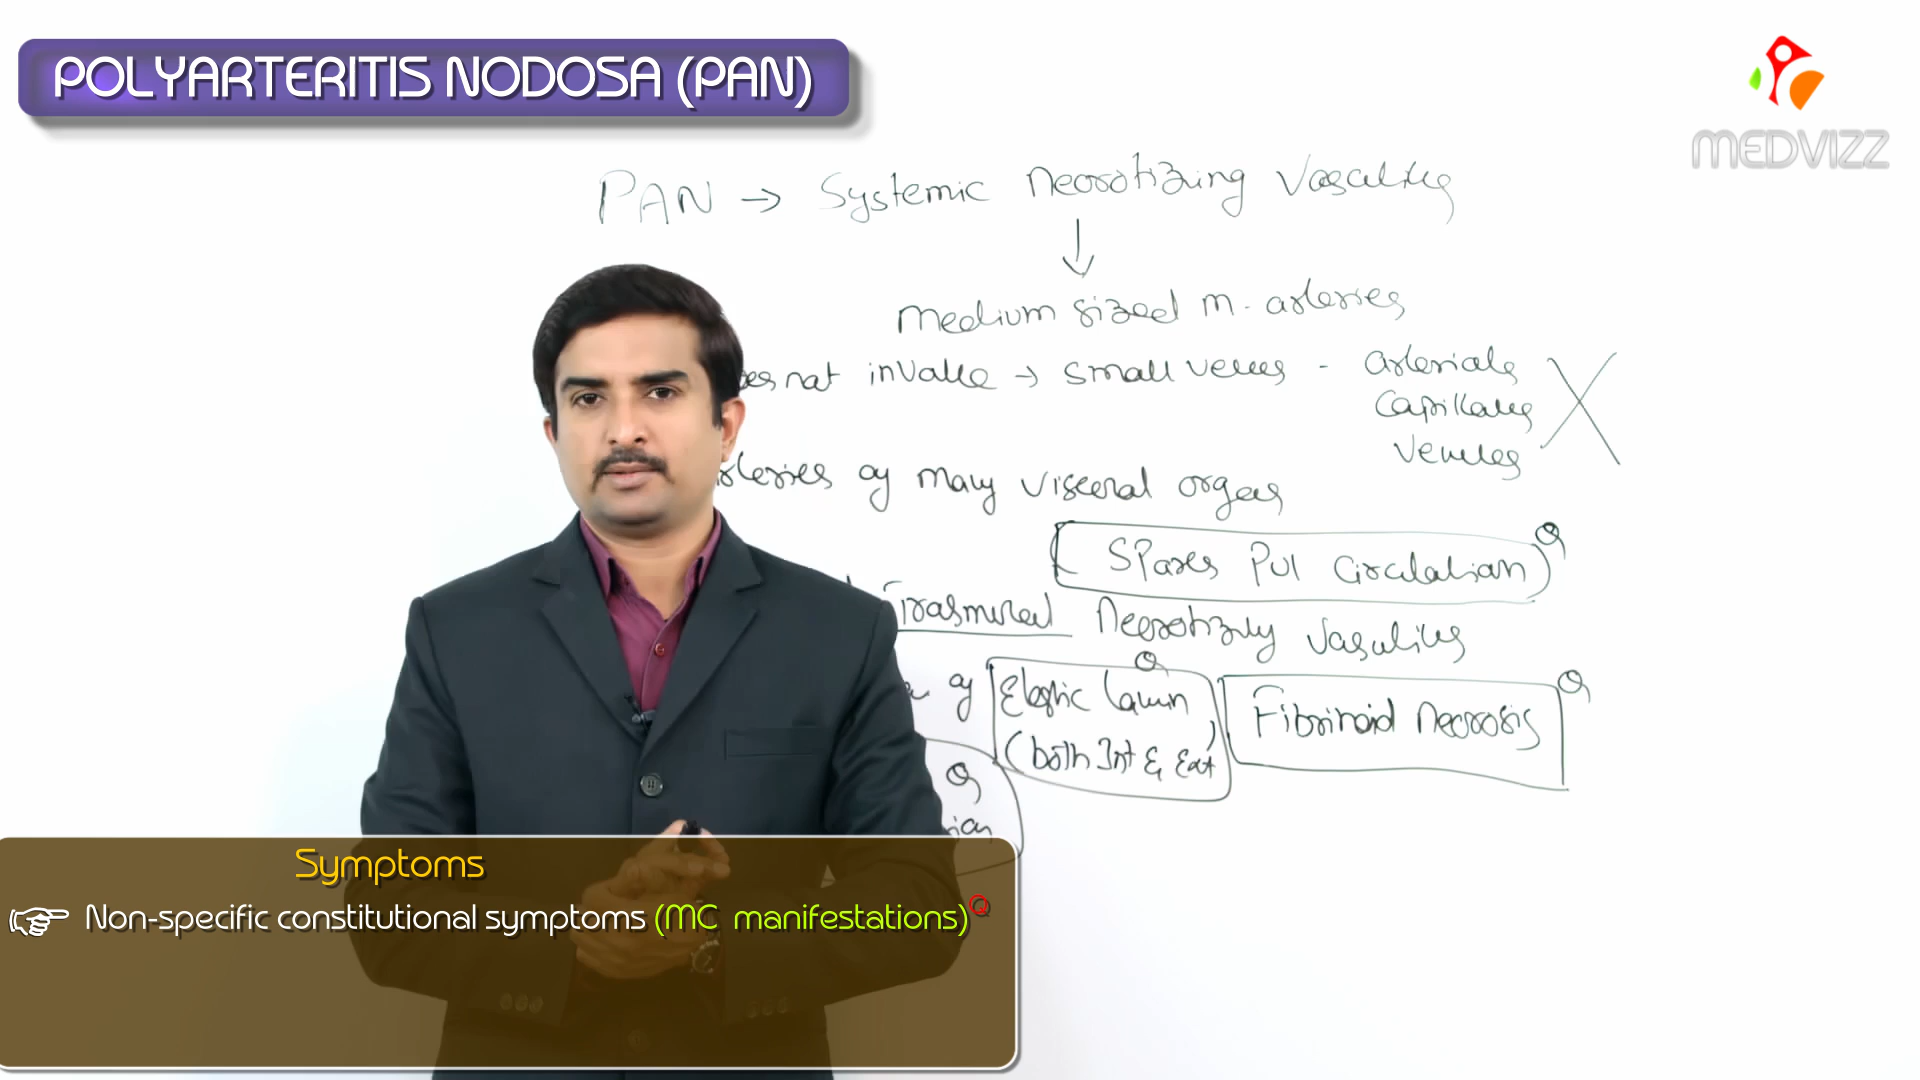 POLYARTERITIS NODOSA (PAN)
MEDVIZZ
PAN → Systemic Necrotizing Vasculitis
Medium sized m. arteries
not involve → small vessels - arterioles
Capillaries
Venules
of many visceral organs
Spares Pul Circulation Q
Transmural Necrotizing Vasculitis
of Elastic Lamin Q
Fibrinoid Necrosis Q
(both Int & Ext)
Q
Symptoms
Non-specific constitutional symptoms (MC manifestations) Q